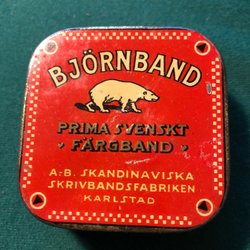 BJÖRNBAND
PRIMA SVENSKT
• FÄRGBAND •
A.-B. SKANDINAVISKA
SKRIVBANDSFABRIKEN
KARLSTAD